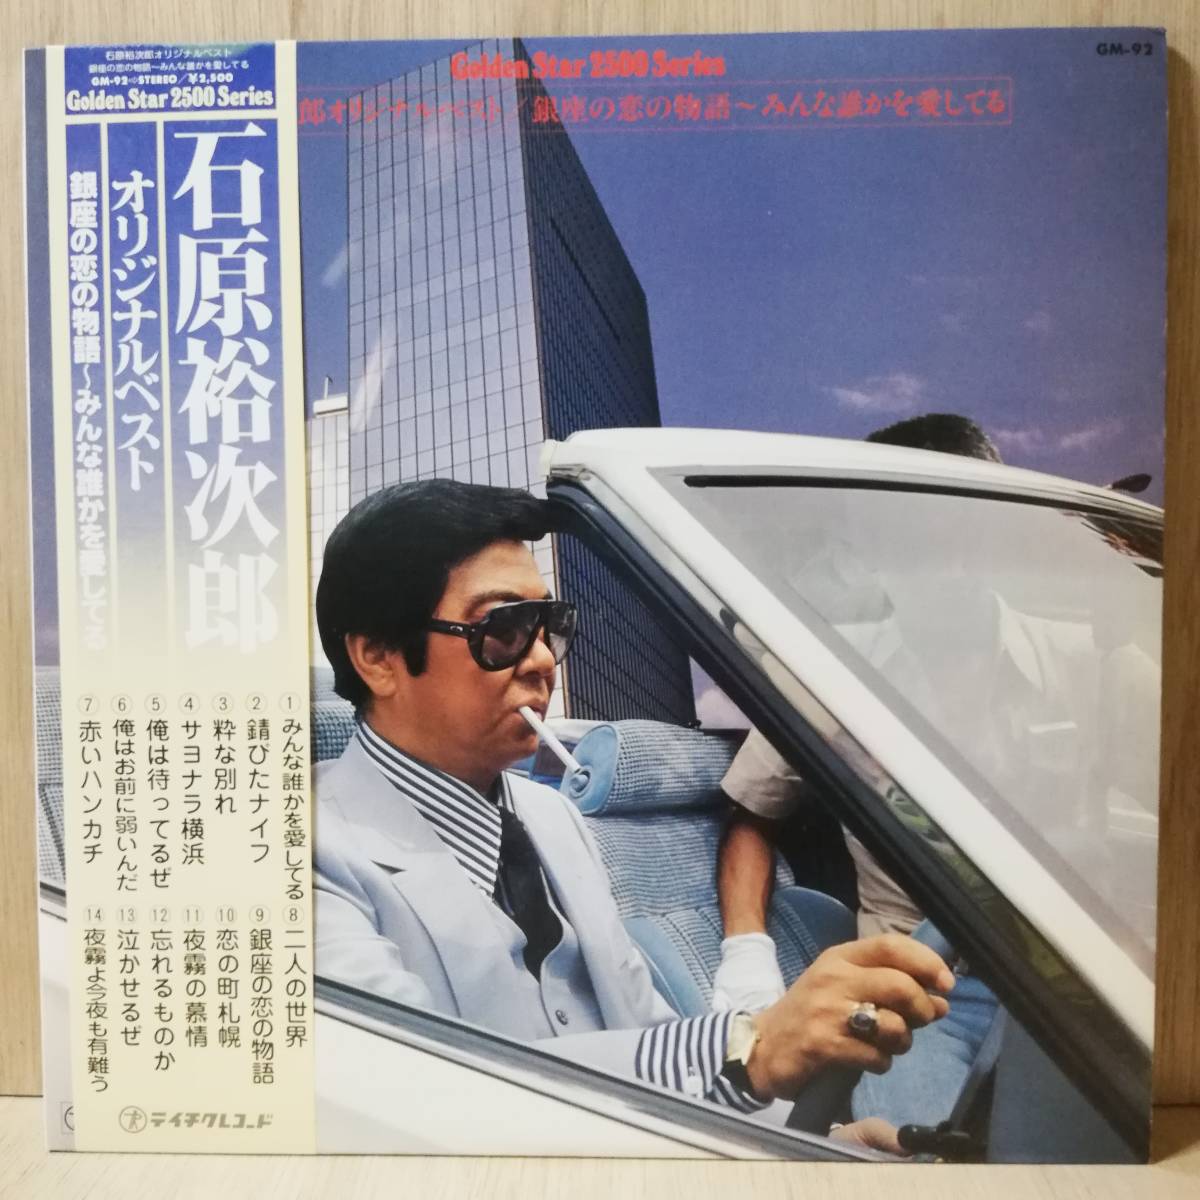 石原裕次郎オリジナルベスト
銀座の恋の物語～みんな誰かを愛してる
GM-92⇨STEREO/¥2,500
Golden Star 2500 Series
石原裕次郎
オリジナルベスト
銀座の恋の物語～みんな誰かを愛してる
①みんな誰かを愛してる
②錆びたナイフ
③粋な別れ
④サヨナラ横浜
⑤俺は待ってるぜ
⑥俺はお前に弱いんだ
⑦赤いハンカチ
⑧二人の世界
⑨銀座の恋の物語
⑩恋の町札幌
⑪夜霧の慕情
⑫忘れるものか
⑬泣かせるぜ
⑭夜霧よ今夜も有難う
テイチクレコード
GM-92
Golden Star 2500 Series
郎オリジナルベスト/銀座の恋の物語～みんな誰かを愛してる